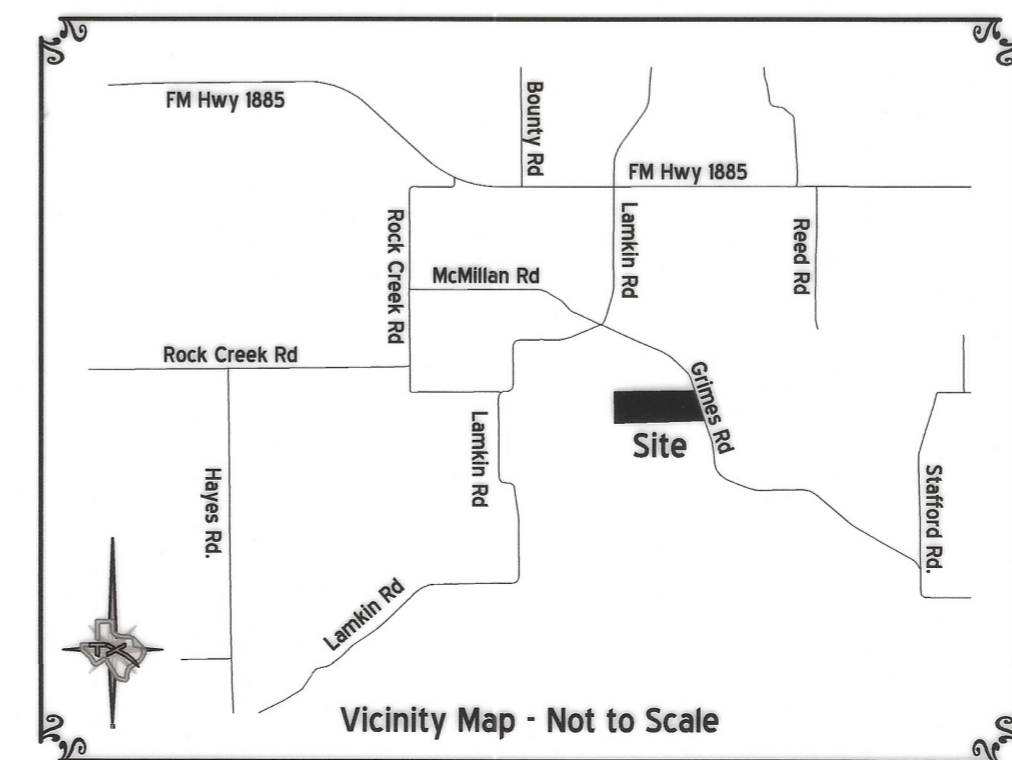 FM Hwy 1885
Bounty Rd
FM Hwy 1885
Rock Creek Rd
Lamkin Rd
Reed Rd
McMillan Rd
Rock Creek Rd
Grimes Rd
Lamkin Rd
Site
Hayes Rd.
Stafford Rd.
Lamkin Rd
TX
Vicinity Map - Not to Scale